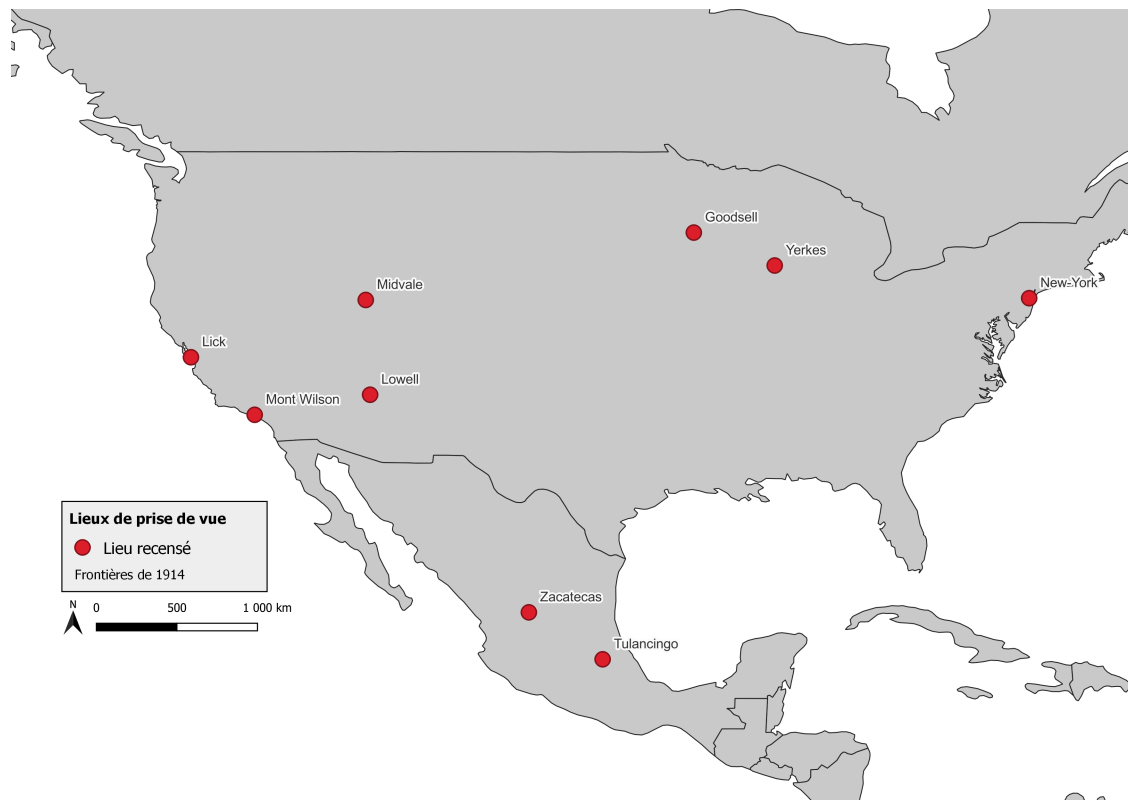 Goodsell
Yerkes
Midvale
New-York
Lick
Lowell
Mont Wilson
Lieux de prise de vue
Lieu recensé
Frontières de 1914
N 0 500 1 000 km
Zacatecas
Tulancingo